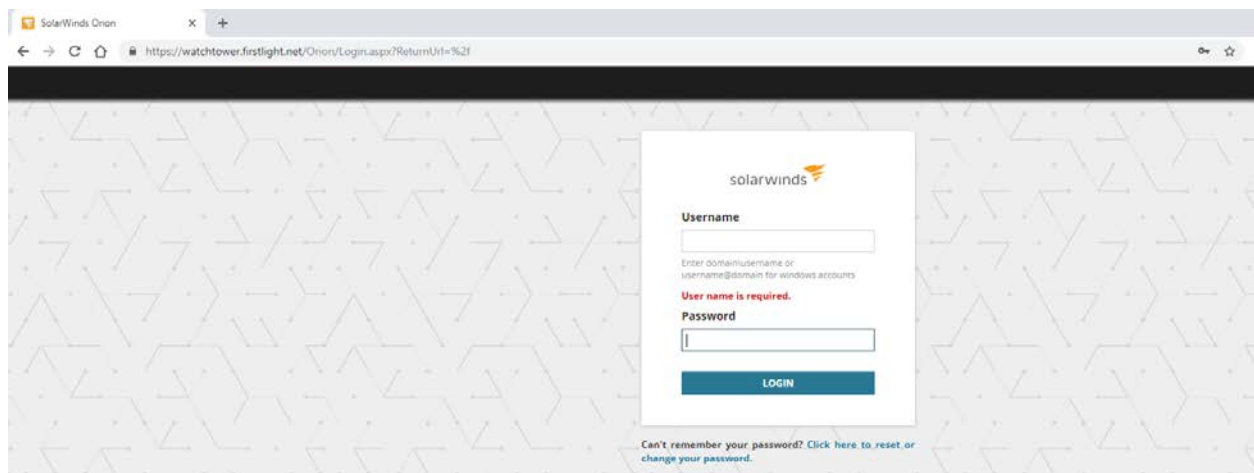 SolarWinds Orion
https://watchtower.firstlight.net/Orion/Login.aspx?ReturnUrl=%2f
solarwinds
Username
Enter domain\username or
username@domain for windows accounts
User name is required.
Password
LOGIN
Can't remember your password? Click here to reset or
change your password.